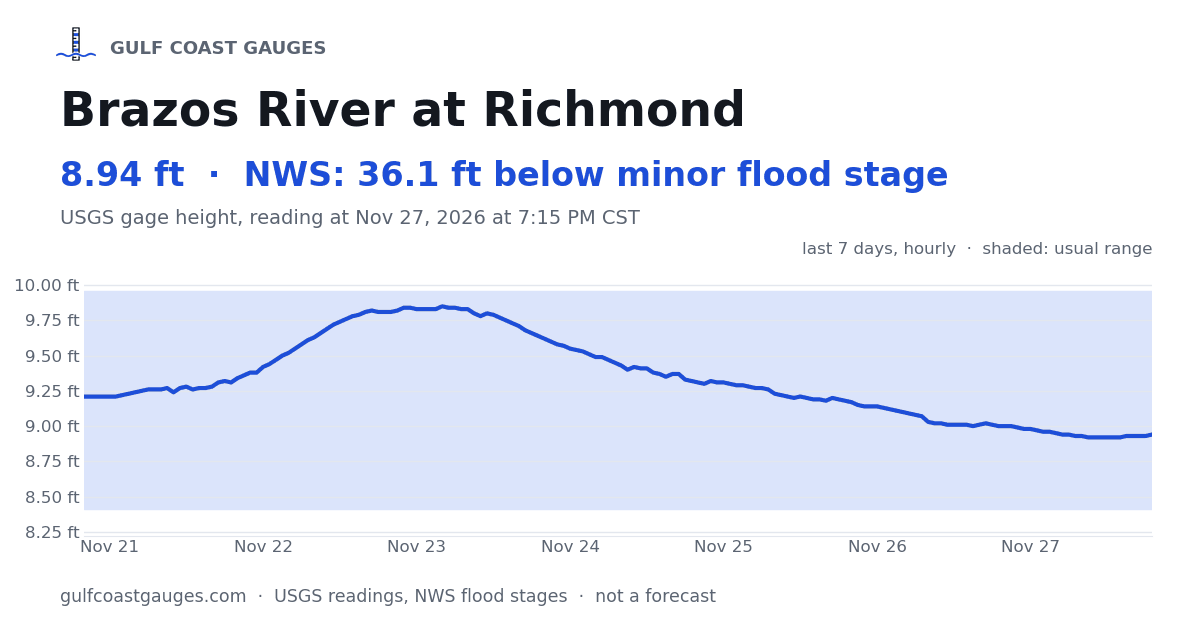 GULF COAST GAUGES
Brazos River at Richmond
8.94 ft · NWS: 36.1 ft below minor flood stage
USGS gage height, reading at Nov 27, 2026 at 7:15 PM CST
last 7 days, hourly · shaded: usual range
10.00 ft
9.75 ft
9.50 ft
9.25 ft
9.00 ft
8.75 ft
8.50 ft
8.25 ft
Nov 21 Nov 22 Nov 23 Nov 24 Nov 25 Nov 26 Nov 27
gulfcoastgauges.com · USGS readings, NWS flood stages · not a forecast